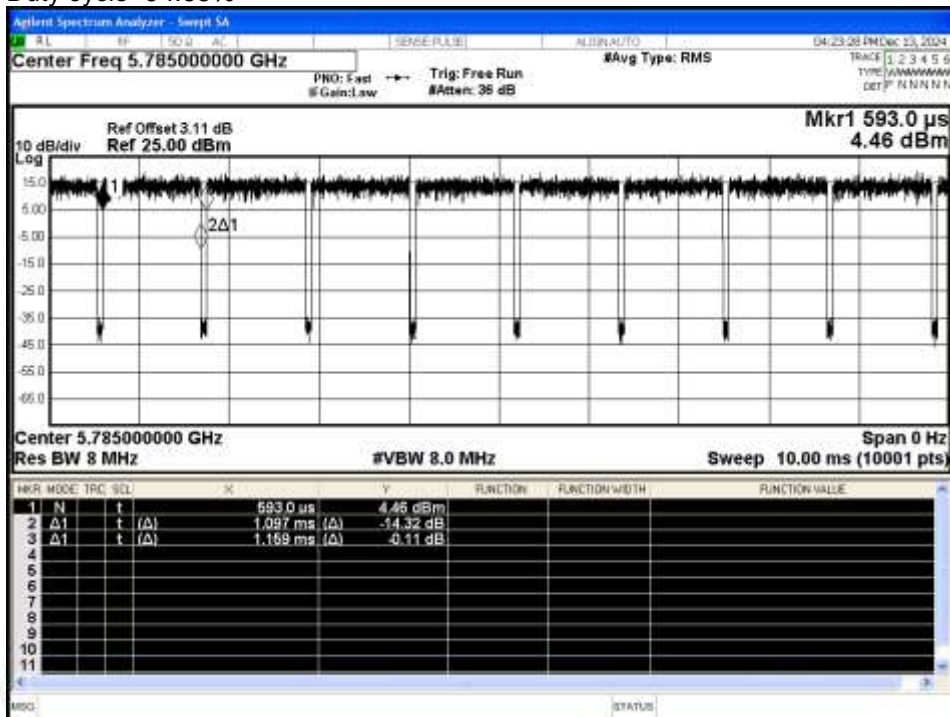 Agilent Spectrum Analyzer - Swept SA
RL RF 50 Ω AC SENSE:PULSE ALIGN AUTO 04:23:28 PM Dec 13, 2024
Center Freq 5.785000000 GHz #Avg Type: RMS TRACE 1 2 3 4 5 6
PNO: Fast Trig: Free Run TYPE
IFGain:Low #Atten: 36 dB DET P N N N N N
Mkr1 593.0 µs
4.46 dBm
Ref Offset 3.11 dB
10 dB/div Ref 25.00 dBm
Log
15.0
5.00
-5.00
-15.0
-25.0
-35.0
-45.0
-55.0
-65.0
1
2Δ1
Center 5.785000000 GHz Span 0 Hz
Res BW 8 MHz #VBW 8.0 MHz Sweep 10.00 ms (10001 pts)
MKR MODE TRC SCL X Y FUNCTION FUNCTION WIDTH FUNCTION VALUE
1 N t 593.0 µs 4.46 dBm
2 Δ1 t (Δ) 1.097 ms (Δ) -14.32 dB
3 Δ1 t (Δ) 1.159 ms (Δ) -0.11 dB
4
5
6
7
8
9
10
11
MSG STATUS